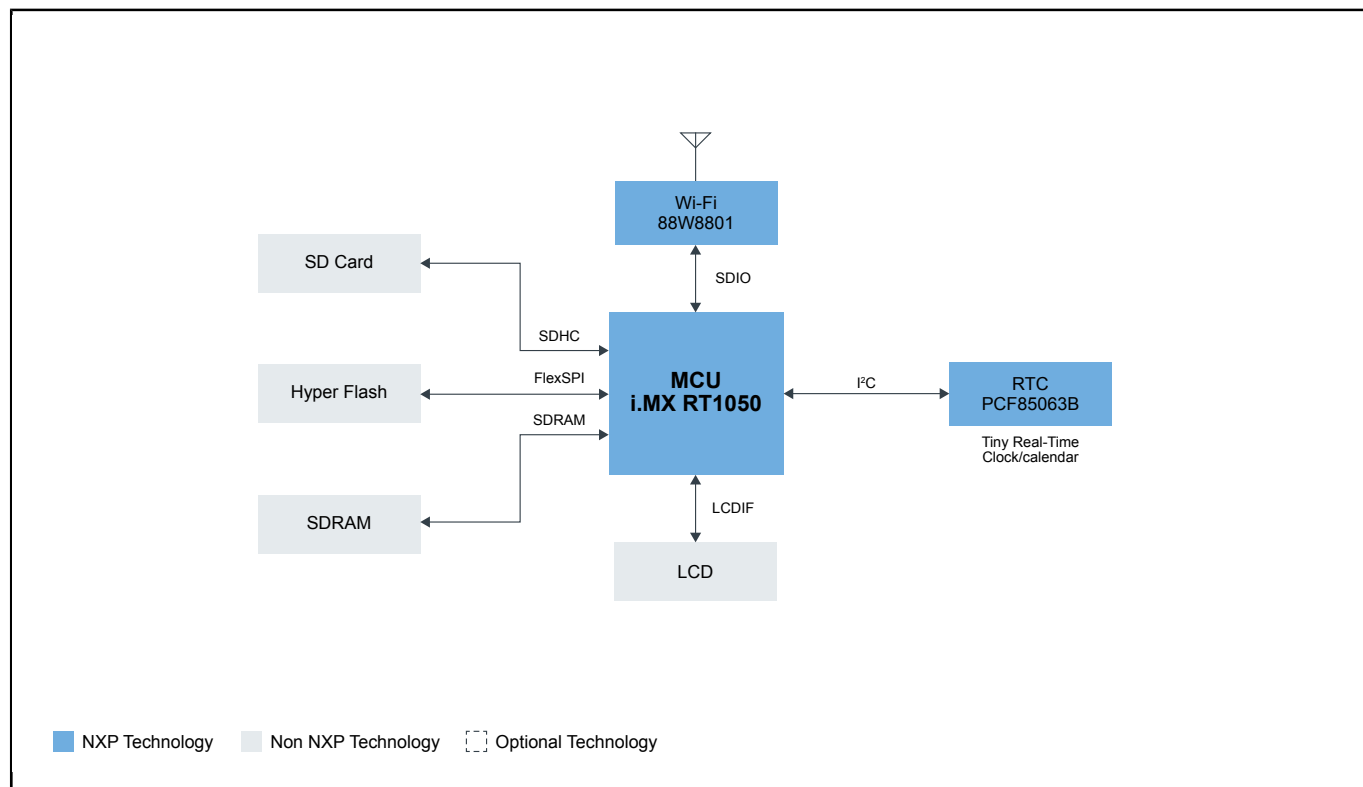 Wi-Fi
88W8801
SD Card
SDIO
SDHC
MCU
i.MX RT1050
Hyper Flash
FlexSPI
I²C
RTC
PCF85063B
SDRAM
Tiny Real-Time
Clock/calendar
SDRAM
LCDIF
LCD
NXP Technology
Non NXP Technology
Optional Technology